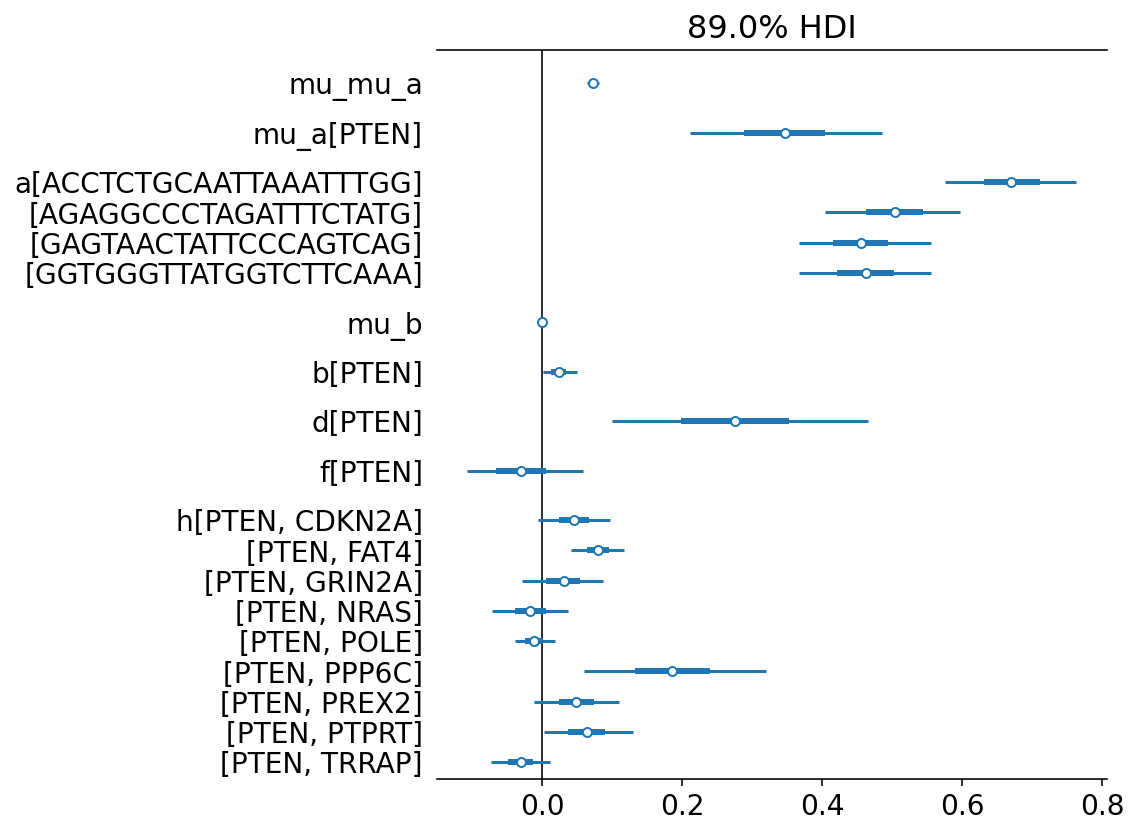 89.0% HDI
mu_mu_a
mu_a[PTEN]
a[ACCTCTGCAATTAAATTTGG]
[AGAGGCCCTAGATTTCTATG]
[GAGTAACTATTCCCAGTCAG]
[GGTGGGTTATGGTCTTCAAA]
mu_b
b[PTEN]
d[PTEN]
f[PTEN]
h[PTEN, CDKN2A]
[PTEN, FAT4]
[PTEN, GRIN2A]
[PTEN, NRAS]
[PTEN, POLE]
[PTEN, PPP6C]
[PTEN, PREX2]
[PTEN, PTPRT]
[PTEN, TRRAP]
0.0 0.2 0.4 0.6 0.8